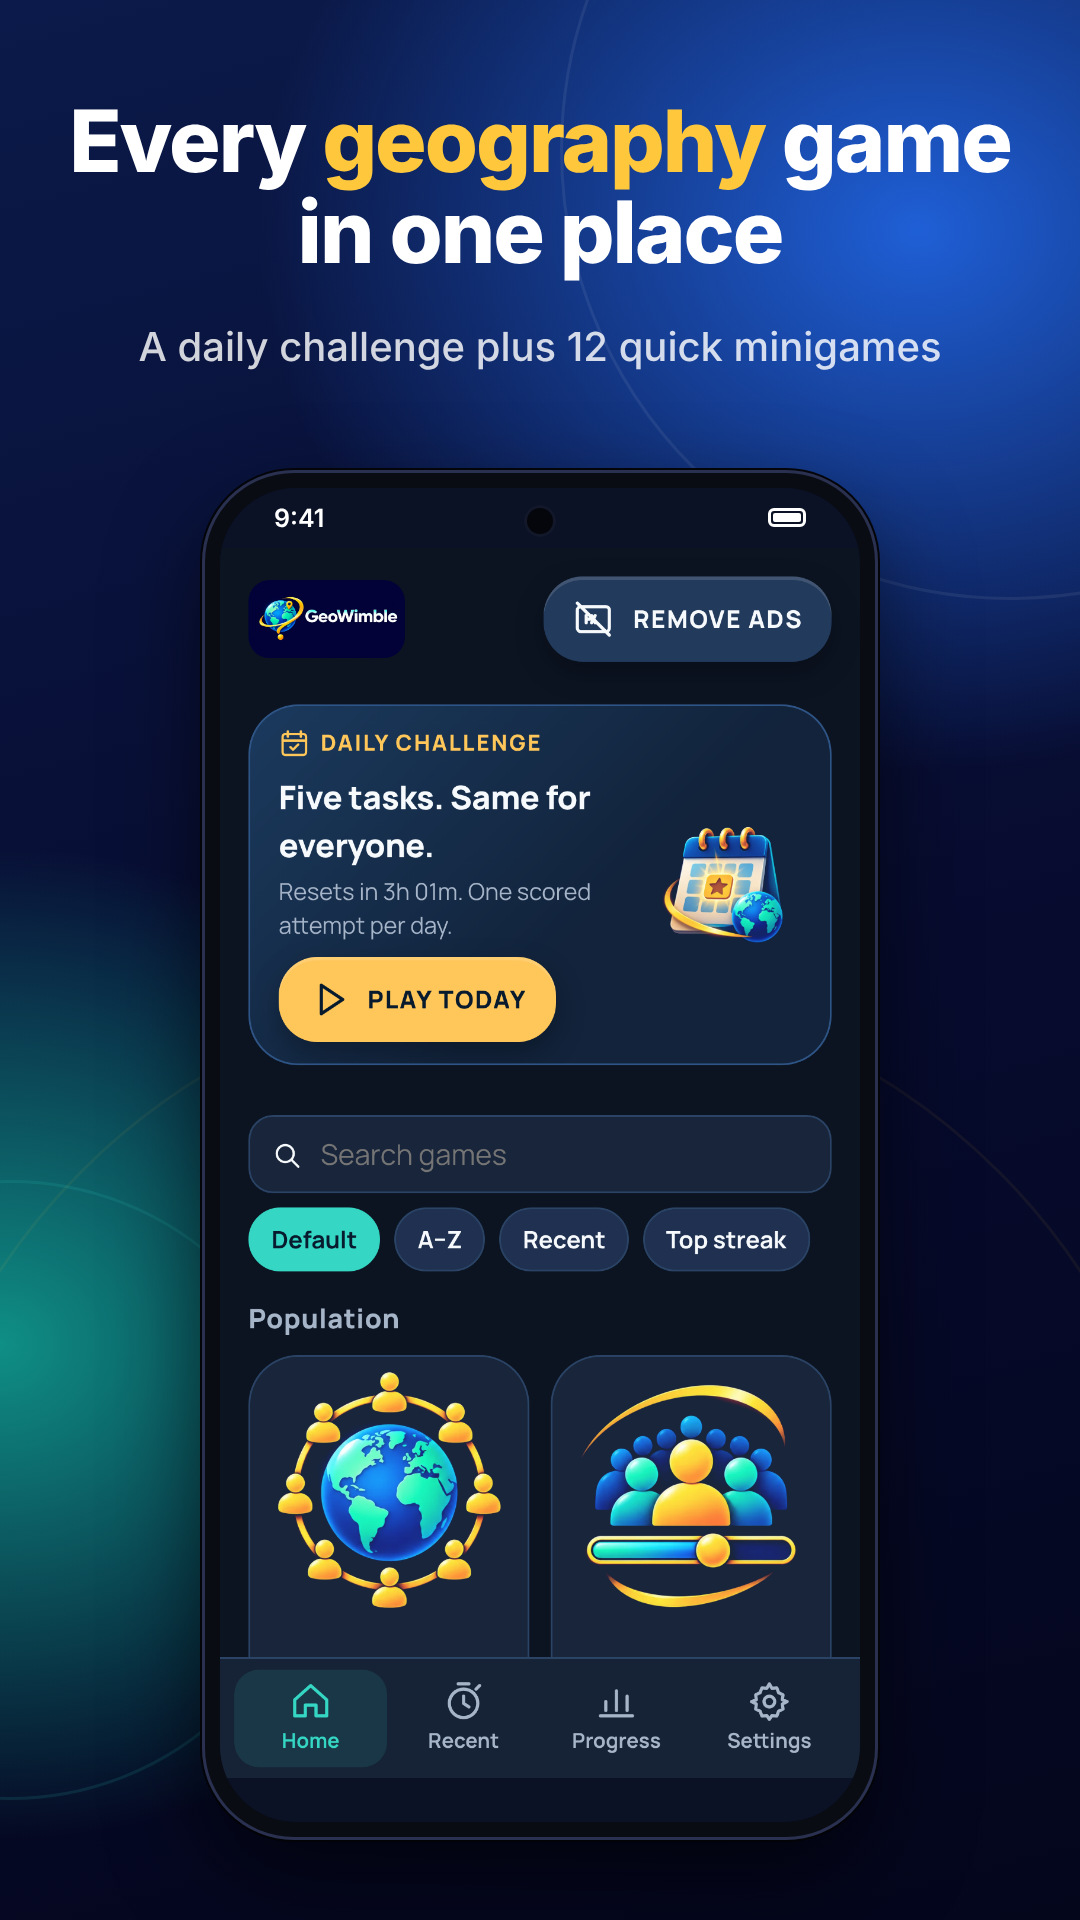 Every geography game
in one place
A daily challenge plus 12 quick minigames
9:41
GeoWimble
REMOVE ADS
DAILY CHALLENGE
Five tasks. Same for
everyone.
Resets in 3h 01m. One scored
attempt per day.
PLAY TODAY
Search games
Default
A–Z
Recent
Top streak
Population
Home
Recent
Progress
Settings